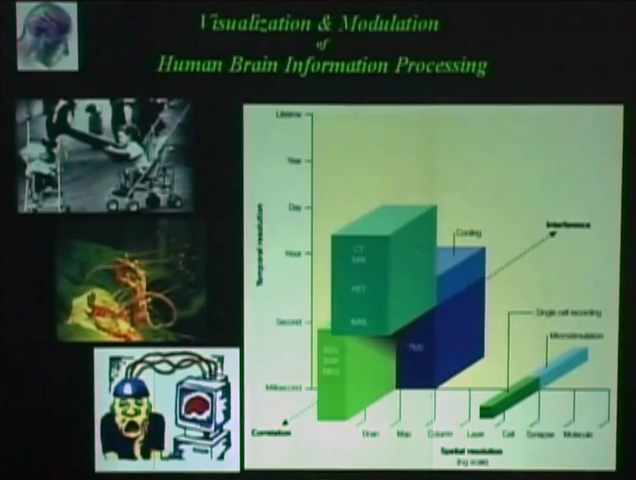 Visualization & Modulation
of
Human Brain Information Processing
Lifetime
Year
Day
Hour
Second
Millisecond
Temporal resolution
Cooling
Interference
CT
MRI
PET
fMRI
EEG
ERP
MEG
TMS
Single cell recording
Microstimulation
Correlation
Brain Map Column Layer Cell Synapse Molecule
Spatial resolution
(log scale)